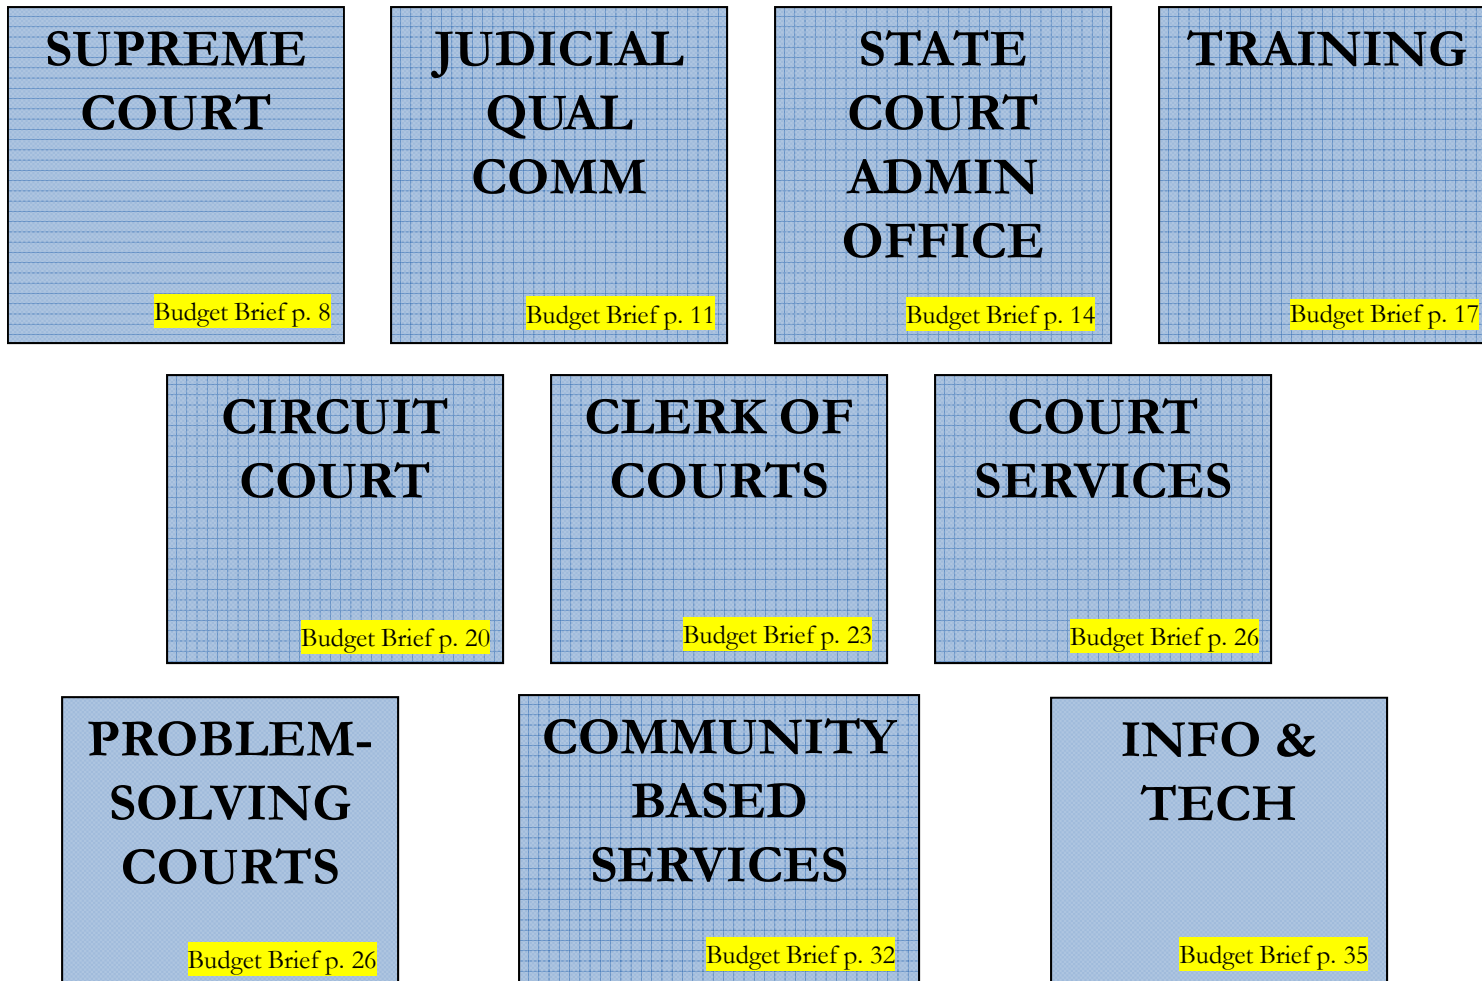 SUPREME
COURT
Budget Brief p. 8
JUDICIAL
QUAL
COMM
Budget Brief p. 11
STATE
COURT
ADMIN
OFFICE
Budget Brief p. 14
TRAINING
Budget Brief p. 17
CIRCUIT
COURT
Budget Brief p. 20
CLERK OF
COURTS
Budget Brief p. 23
COURT
SERVICES
Budget Brief p. 26
PROBLEM-
SOLVING
COURTS
Budget Brief p. 26
COMMUNITY
BASED
SERVICES
Budget Brief p. 32
INFO &
TECH
Budget Brief p. 35